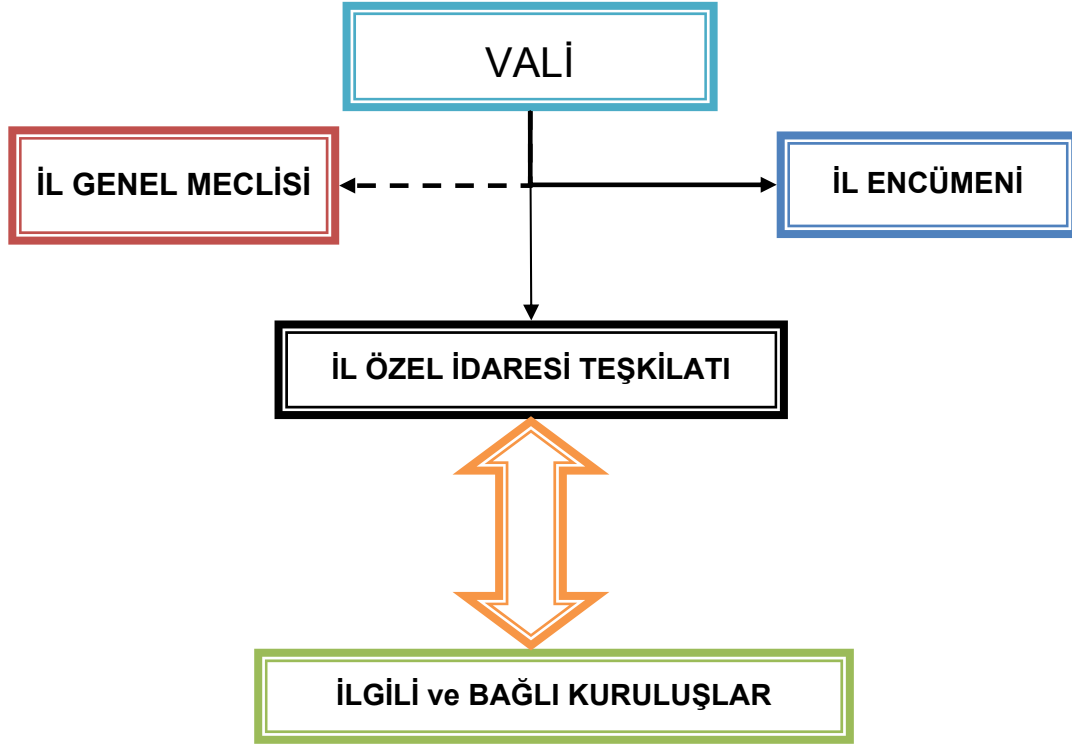 VALİ
İL GENEL MECLİSİ
İL ENCÜMENİ
İL ÖZEL İDARESİ TEŞKİLATI
İLGİLİ ve BAĞLI KURULUŞLAR